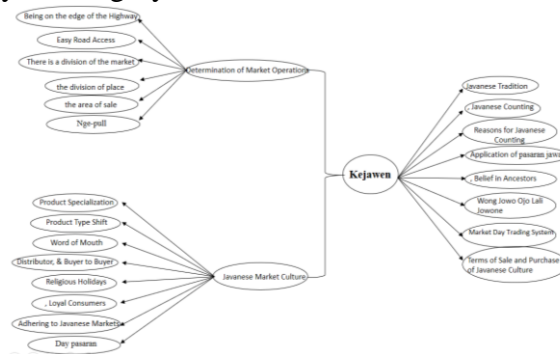 Being on the edge of the Highway
Easy Road Access
There is a division of the market
the division of place
the area of sale
Nge-pull
Determination of Market Operations
Product Specialization
Product Type Shift
Word of Mouth
Distributor, & Buyer to Buyer
Religious Holidays
, Loyal Consumers
Adhering to Javanese Markets
Day pasaran
Javanese Market Culture
Kejawen
Javanese Tradition
, Javanese Counting
Reasons for Javanese
Counting
Application of pasaran jawa
, Belief in Ancestors
Wong Jowo Ojo Lali
Jowone
Market Day Trading System
Terms of Sale and Purchase
of Javanese Culture